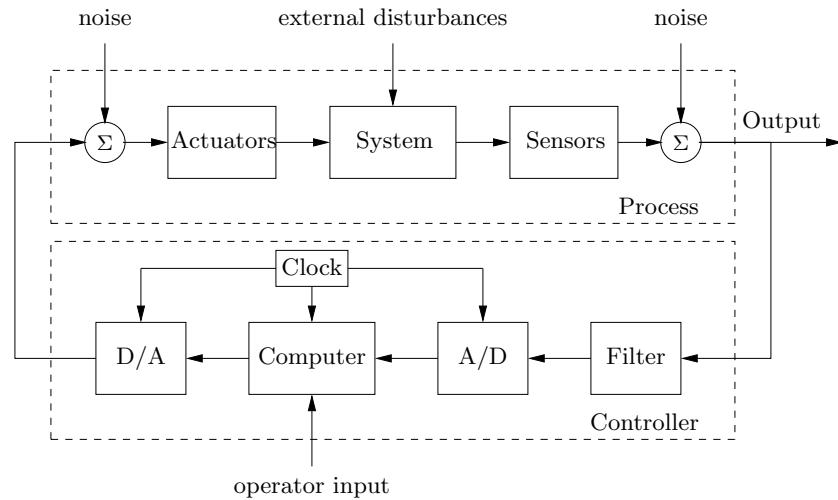 noise
external disturbances
noise
Σ
Actuators
System
Sensors
Σ
Output
Process
Clock
D/A
Computer
A/D
Filter
Controller
operator input